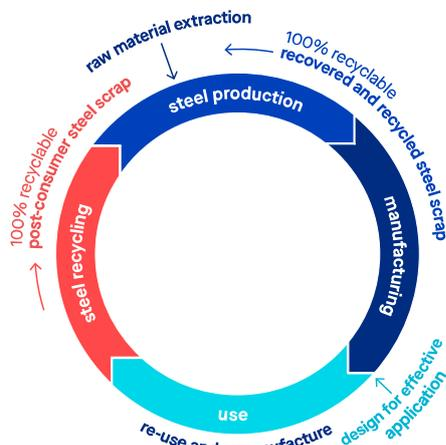 raw material extraction
100% recyclable
recovered and recycled steel scrap
steel production
100% recyclable
post-consumer steel scrap
steel recycling
manufacturing
use
design for effective
application
re-use and